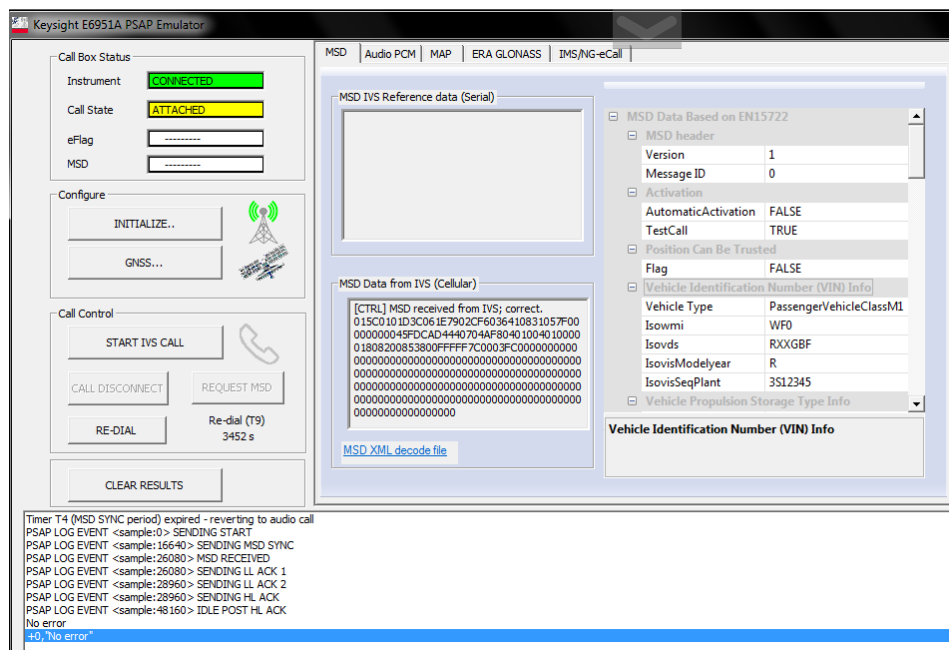 Keysight E6951A PSAP Emulator
Call Box Status
Instrument CONNECTED
Call State ATTACHED
eFlag ---------
MSD ---------
Configure
INITIALIZE..
GNSS...
Call Control
START IVS CALL
CALL DISCONNECT REQUEST MSD
RE-DIAL Re-dial (T9)
3452 s
CLEAR RESULTS
MSD Audio PCM MAP ERA GLONASS IMS/NG-eCall
MSD IVS Reference data (Serial)
MSD Data from IVS (Cellular)
[CTRL] MSD received from IVS; correct.
015C0101D3C061E7902CF6036410831057F00
000000045FDCAD4440704AF80401004010000
01808200853800FFFFF7C0003FC0000000000
0000000000000000000000000000000000000
0000000000000000000000000000000000000
0000000000000000000000000000000000000
0000000000000000000000000000000000000
00000000000000000
MSD XML decode file
MSD Data Based on EN15722
MSD header
Version 1
Message ID 0
Activation
AutomaticActivation FALSE
TestCall TRUE
Position Can Be Trusted
Flag FALSE
Vehicle Identification Number (VIN) Info
Vehicle Type PassengerVehicleClassM1
Isowmi WF0
Isovds RXXGBF
IsovisModelyear R
IsovisSeqPlant 3S12345
Vehicle Propulsion Storage Type Info
Vehicle Identification Number (VIN) Info
Timer T4 (MSD SYNC period) expired - reverting to audio call
PSAP LOG EVENT <sample:0> SENDING START
PSAP LOG EVENT <sample:16640> SENDING MSD SYNC
PSAP LOG EVENT <sample:26080> MSD RECEIVED
PSAP LOG EVENT <sample:26080> SENDING LL ACK 1
PSAP LOG EVENT <sample:28960> SENDING LL ACK 2
PSAP LOG EVENT <sample:28960> SENDING HL ACK
PSAP LOG EVENT <sample:48160> IDLE POST HL ACK
No error
+0,"No error"